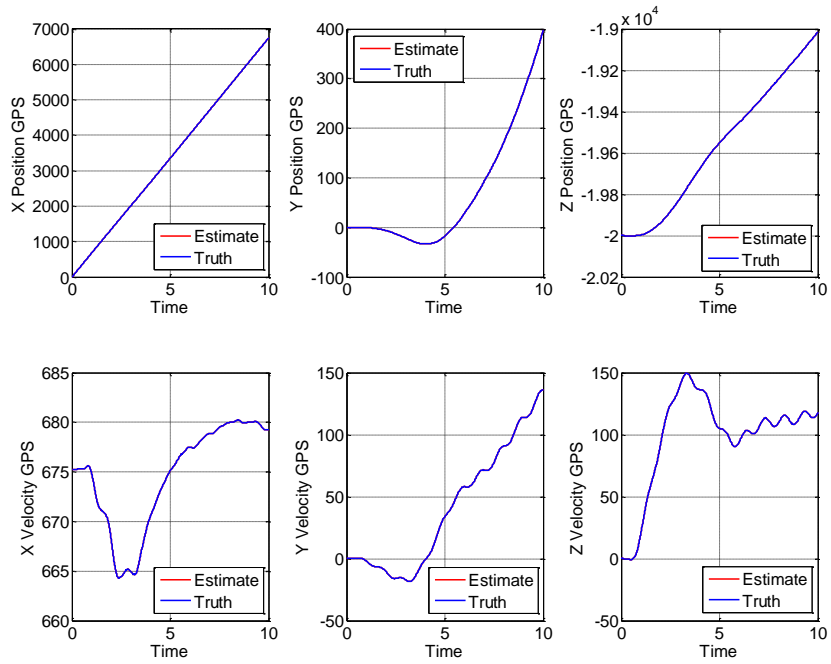 7000
6000
5000
4000
3000
2000
1000
0
0
5
10
X Position GPS
Time
Estimate
Truth
400
300
200
100
0
-100
0
5
10
Y Position GPS
Time
Estimate
Truth
x 10^4
-1.9
-1.92
-1.94
-1.96
-1.98
-2
-2.02
0
5
10
Z Position GPS
Time
Estimate
Truth
685
680
675
670
665
660
0
5
10
X Velocity GPS
Time
Estimate
Truth
150
100
50
0
-50
0
5
10
Y Velocity GPS
Time
Estimate
Truth
150
100
50
0
-50
0
5
10
Z Velocity GPS
Time
Estimate
Truth